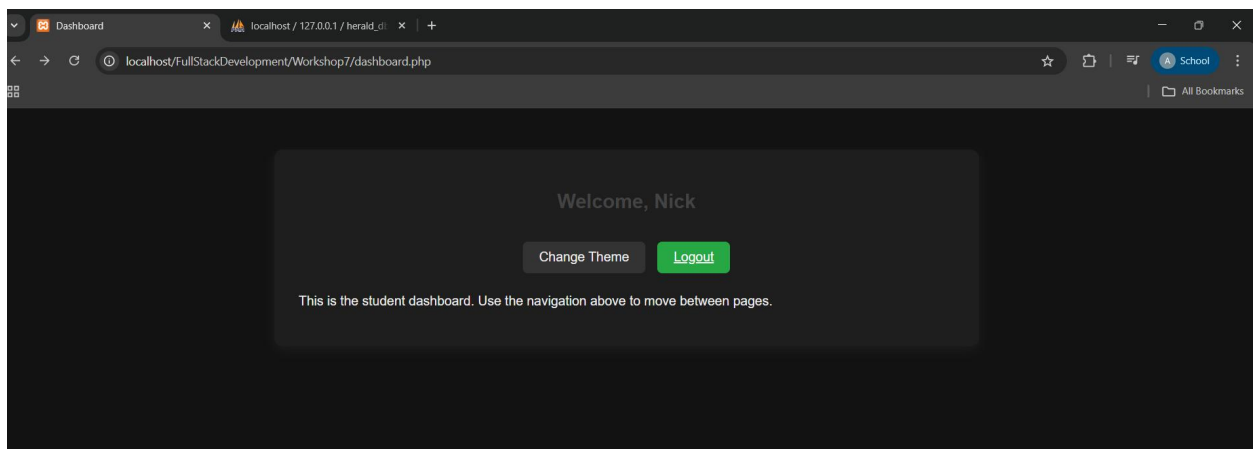 Dashboard
localhost / 127.0.0.1 / herald_d
localhost/FullStackDevelopment/Workshop7/dashboard.php
A School
All Bookmarks
Welcome, Nick
Change Theme Logout
This is the student dashboard. Use the navigation above to move between pages.